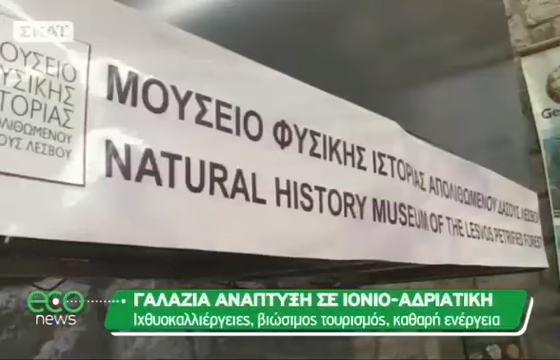 ΣΚΑΪ
ΜΟΥΣΕΙΟ
ΦΥΣΙΚΗΣ
ΙΣΤΟΡΙΑΣ
ΑΠΟΛΙΘΩΜΕΝΟΥ
ΔΑΣΟΥΣ ΛΕΣΒΟΥ
ΜΟΥΣΕΙΟ ΦΥΣΙΚΗΣ ΙΣΤΟΡΙΑΣ ΑΠΟΛΙΘΩΜΕΝΟΥ ΔΑΣΟΥΣ ΛΕΣΒΟΥ
NATURAL HISTORY MUSEUM OF THE LESVOS PETRIFIED FOREST
Ge
eco
news
ΓΑΛΑΖΙΑ ΑΝΑΠΤΥΞΗ ΣΕ ΙΟΝΙΟ-ΑΔΡΙΑΤΙΚΗ
Ιχθυοκαλλιέργειες, βιώσιμος τουρισμός, καθαρή ενέργεια